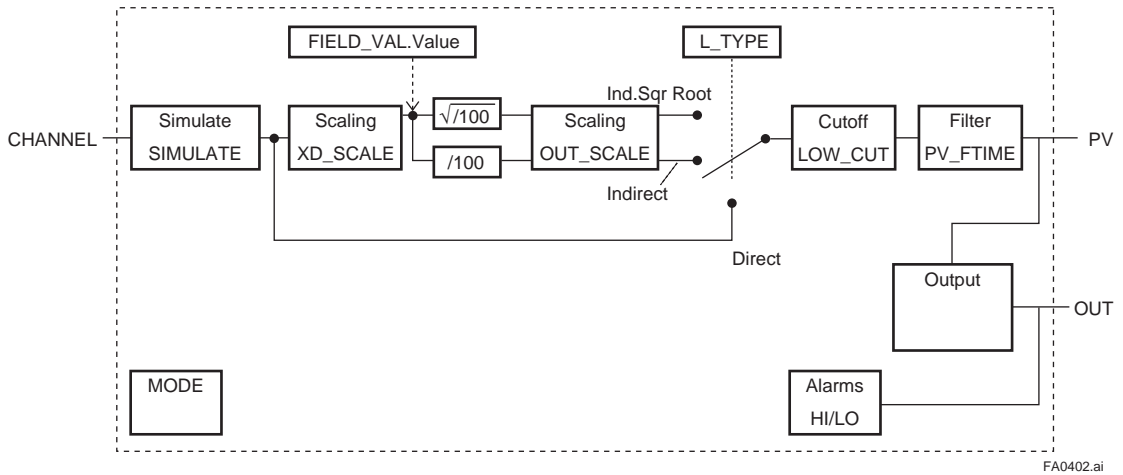 FIELD_VAL.Value
L_TYPE
CHANNEL
Simulate
SIMULATE
Scaling
XD_SCALE
√/100
/100
Scaling
OUT_SCALE
Ind.Sqr Root
Indirect
Direct
Cutoff
LOW_CUT
Filter
PV_FTIME
PV
Output
OUT
MODE
Alarms
HI/LO
FA0402.ai